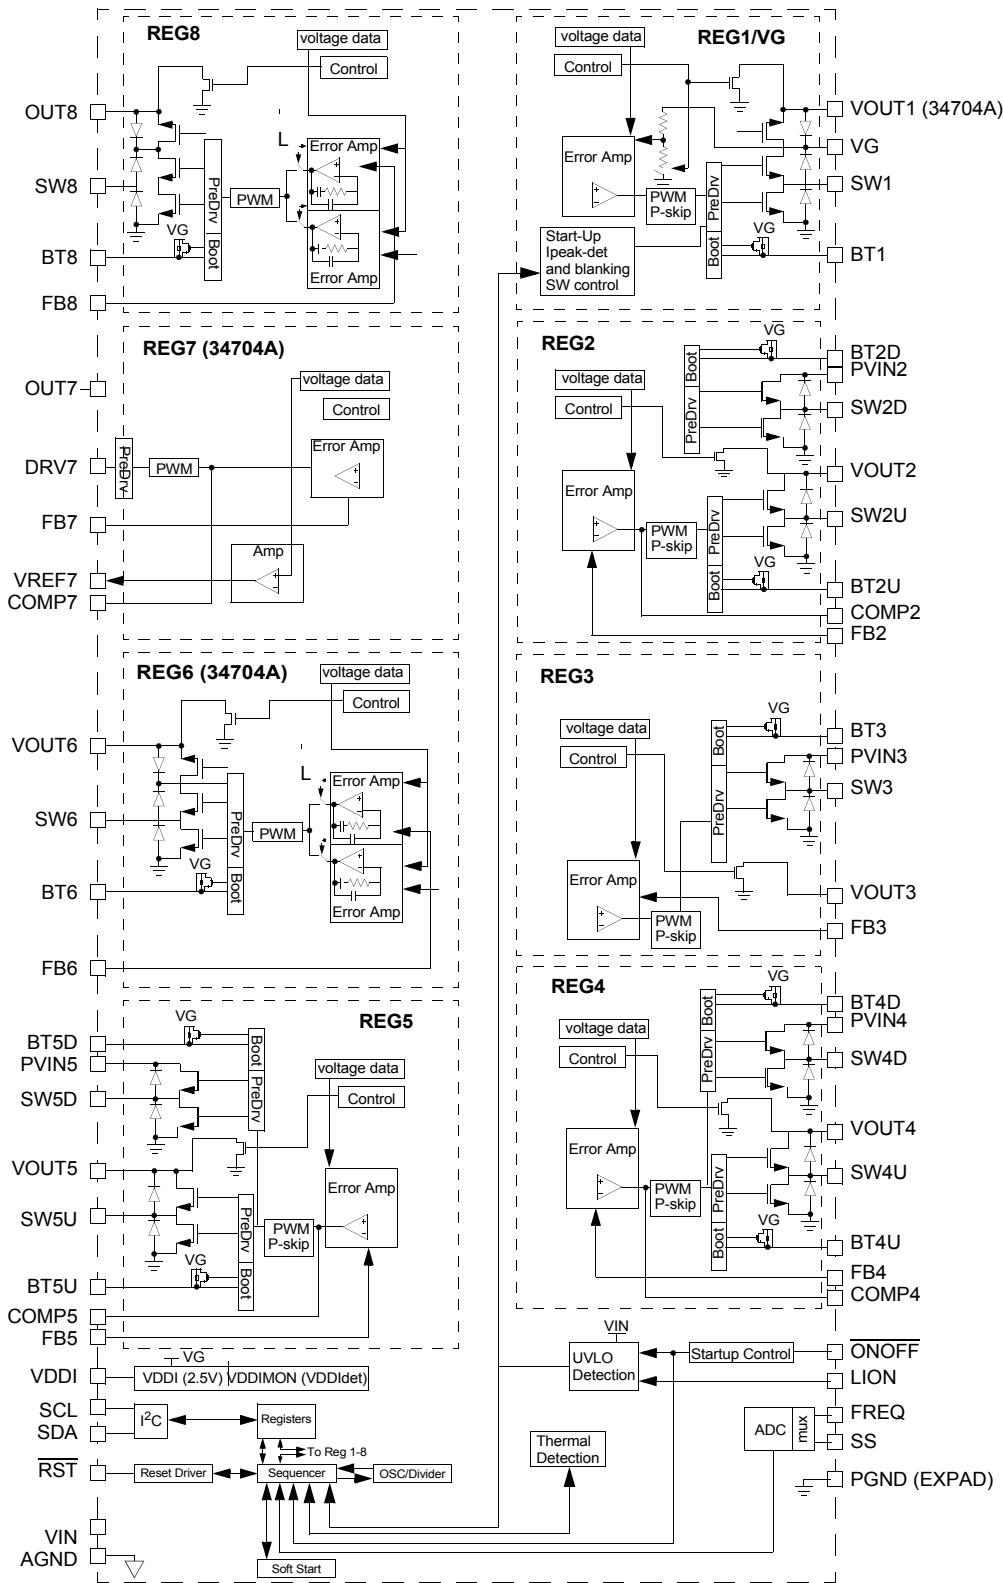 REG8
voltage data
Control
OUT8
SW8
BT8
FB8
L
Error Amp
PreDrv
PWM
VG
Boot
Error Amp
REG1/VG
voltage data
Control
VOUT1 (34704A)
VG
SW1
BT1
Error Amp
PWM
P-skip
PreDrv
Start-Up
Ipeak-det
and blanking
SW control
Boot
VG
REG7 (34704A)
voltage data
Control
OUT7
DRV7
FB7
VREF7
COMP7
PreDrv
PWM
Error Amp
Amp
REG2
voltage data
Control
VG
Boot
PreDrv
BT2D
PVIN2
SW2D
VOUT2
SW2U
BT2U
COMP2
FB2
Error Amp
PWM
P-skip
PreDrv
Boot
VG
REG6 (34704A)
voltage data
Control
VOUT6
SW6
BT6
FB6
L
Error Amp
PreDrv
PWM
VG
Boot
Error Amp
REG3
voltage data
Control
VG
Boot
PreDrv
BT3
PVIN3
SW3
VOUT3
FB3
Error Amp
PWM
P-skip
REG5
VG
BT5D
PVIN5
SW5D
VOUT5
SW5U
BT5U
COMP5
FB5
Boot
PreDrv
voltage data
Control
Error Amp
PreDrv
PWM
P-skip
VG
Boot
REG4
voltage data
Control
VG
Boot
PreDrv
BT4D
PVIN4
SW4D
VOUT4
SW4U
BT4U
FB4
COMP4
Error Amp
PWM
P-skip
PreDrv
Boot
VG
VDDI
VG
VDDI (2.5V)
VDDIMON (VDDIdet)
SCL
SDA
I²C
Registers
To Reg 1-8
RST
Reset Driver
Sequencer
OSC/Divider
VIN
AGND
Soft Start
VIN
UVLO
Detection
Startup Control
ONOFF
LION
Thermal
Detection
ADC
mux
FREQ
SS
PGND (EXPAD)